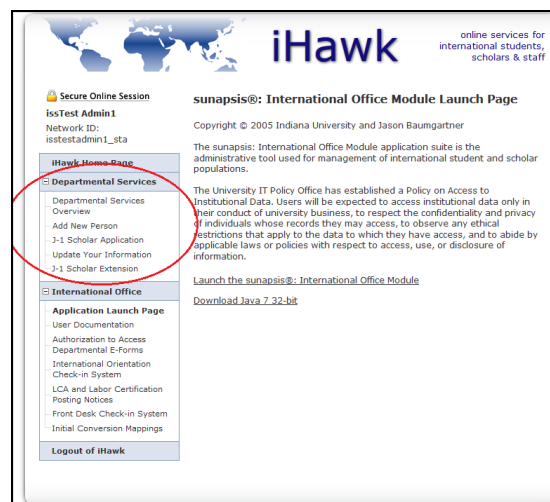 iHawk
online services for
international students,
scholars & staff
Secure Online Session
issTest Admin1
Network ID:
isstestadmin1_sta
iHawk Home Page
Departmental Services
Departmental Services
Overview
Add New Person
J-1 Scholar Application
Update Your Information
J-1 Scholar Extension
International Office
Application Launch Page
User Documentation
Authorization to Access
Departmental E-Forms
International Orientation
Check-in System
LCA and Labor Certification
Posting Notices
Front Desk Check-in System
Initial Conversion Mappings
Logout of iHawk
sunapsis®: International Office Module Launch Page
Copyright © 2005 Indiana University and Jason Baumgartner
The sunapsis: International Office Module application suite is the
administrative tool used for management of international student and scholar
populations.
The University IT Policy Office has established a Policy on Access to
Institutional Data. Users will be expected to access institutional data only in
their conduct of university business, to respect the confidentiality and privacy
of individuals whose records they may access, to observe any ethical
restrictions that apply to the data to which they have access, and to abide by
applicable laws or policies with respect to access, use, or disclosure of
information.
Launch the sunapsis®: International Office Module
Download Java 7 32-bit